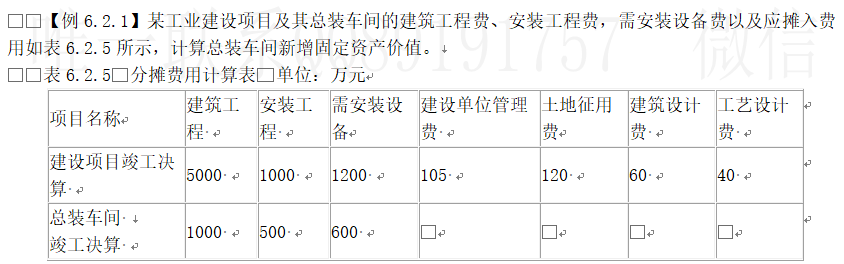 □□【例 6.2.1】某工业建设项目及其总装车间的建筑工程费、安装工程费，需安装设备费以及应摊入费
用如表 6.2.5 所示，计算总装车间新增固定资产价值。↓
□□表 6.2.5□分摊费用计算表□单位：万元↵
项目名称 建筑工程 安装工程 需安装设备 建设单位管理费 土地征用费 建筑设计费 工艺设计费
建设项目竣工决算 5000 1000 1200 105 120 60 40
总装车间↓ 竣工决算 1000 500 600 □ □ □ □